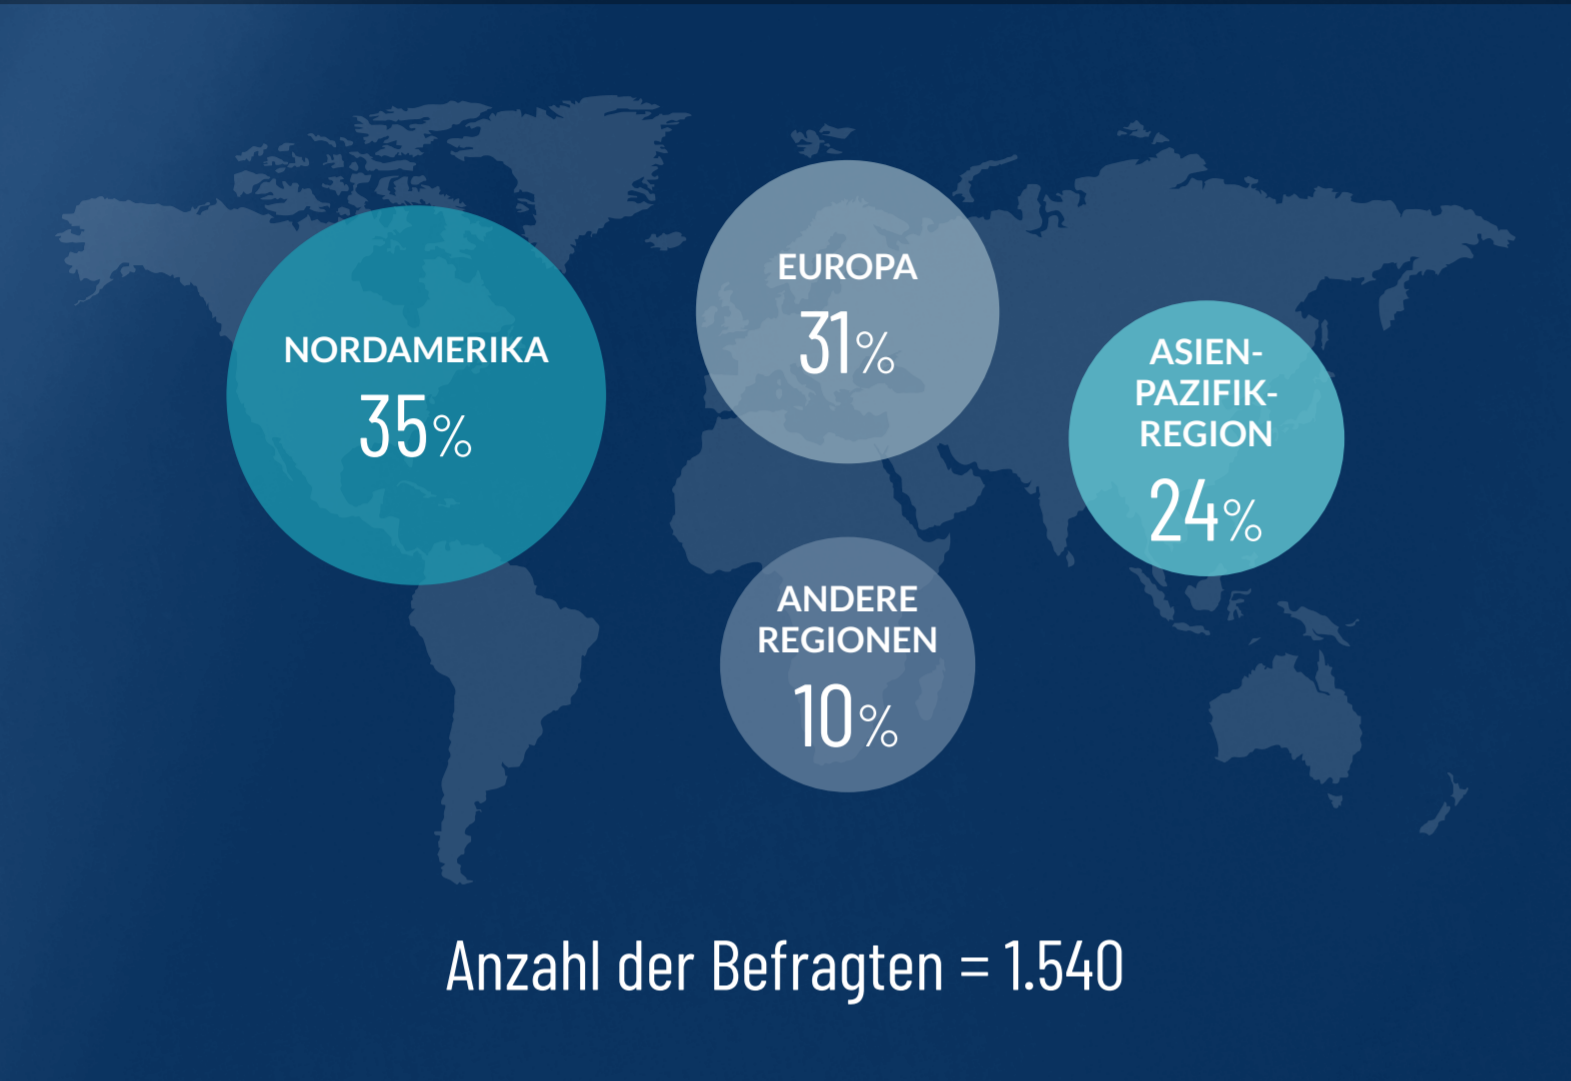 NORDAMERIKA
35%
EUROPA
31%
ASIEN-
PAZIFIK-
REGION
24%
ANDERE
REGIONEN
10%
Anzahl der Befragten = 1.540